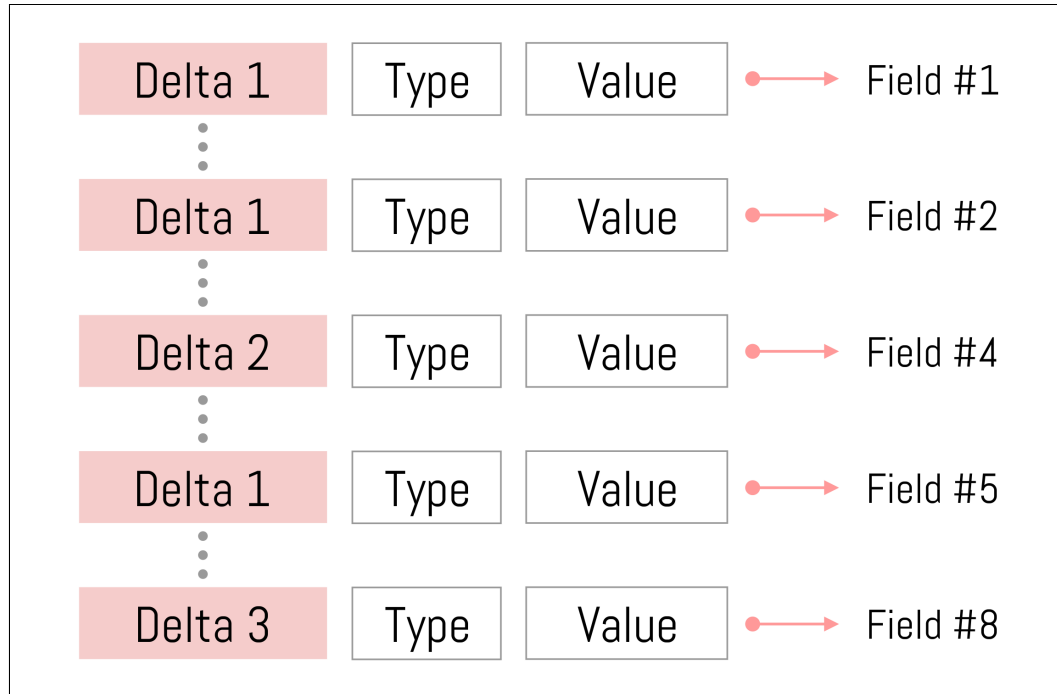 Delta 1 Type Value Field #1
Delta 1 Type Value Field #2
Delta 2 Type Value Field #4
Delta 1 Type Value Field #5
Delta 3 Type Value Field #8